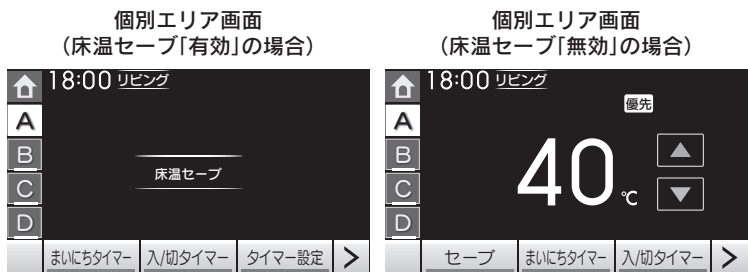 個別エリア画面
（床温セーブ｢有効｣の場合）
18:00 リビング
A
B
C
D
床温セーブ
まいにちタイマー
入/切タイマー
タイマー設定
>
個別エリア画面
（床温セーブ｢無効｣の場合）
18:00 リビング
優先
A
B
C
D
40℃
セーブ
まいにちタイマー
入/切タイマー
>